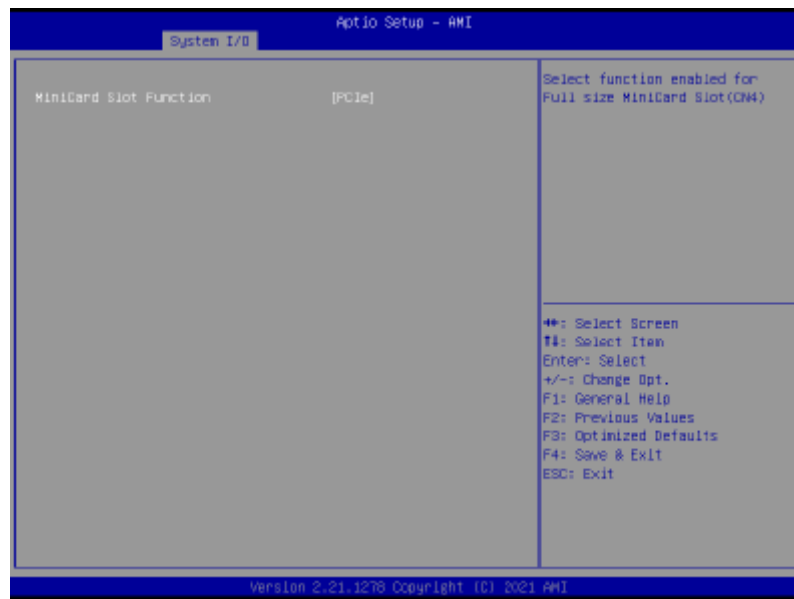 Aptio Setup - AMI
System I/O
MiniCard Slot Function [PCIe]
Select function enabled for
Full size MiniCard Slot(CN4)
→←: Select Screen
↑↓: Select Item
Enter: Select
+/-: Change Opt.
F1: General Help
F2: Previous Values
F3: Optimized Defaults
F4: Save & Exit
ESC: Exit
Version 2.21.1278 Copyright (C) 2021 AMI